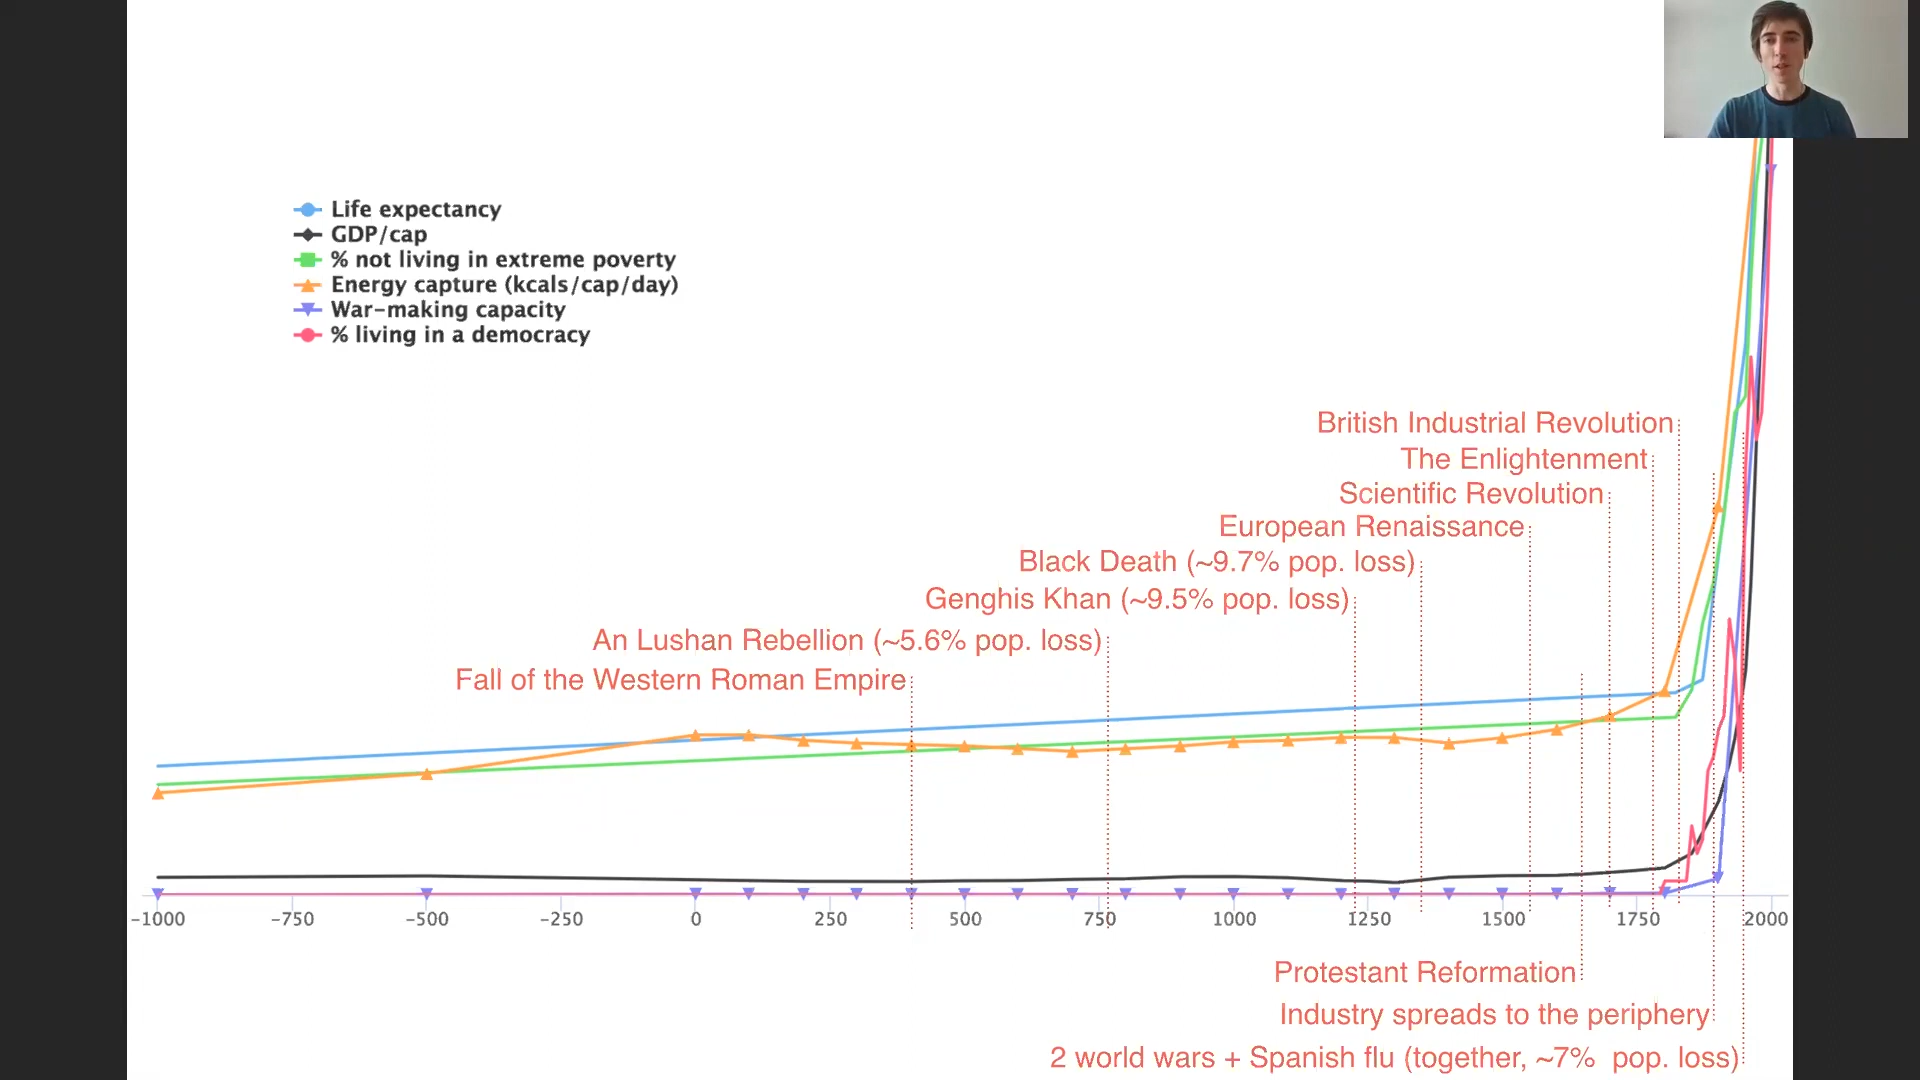 Life expectancy
GDP/cap
% not living in extreme poverty
Energy capture (kcals/cap/day)
War-making capacity
% living in a democracy
British Industrial Revolution
The Enlightenment
Scientific Revolution
European Renaissance
Black Death (~9.7% pop. loss)
Genghis Khan (~9.5% pop. loss)
An Lushan Rebellion (~5.6% pop. loss)
Fall of the Western Roman Empire
-1000 -750 -500 -250 0 250 500 750 1000 1250 1500 1750 2000
Protestant Reformation
Industry spreads to the periphery
2 world wars + Spanish flu (together, ~7% pop. loss)